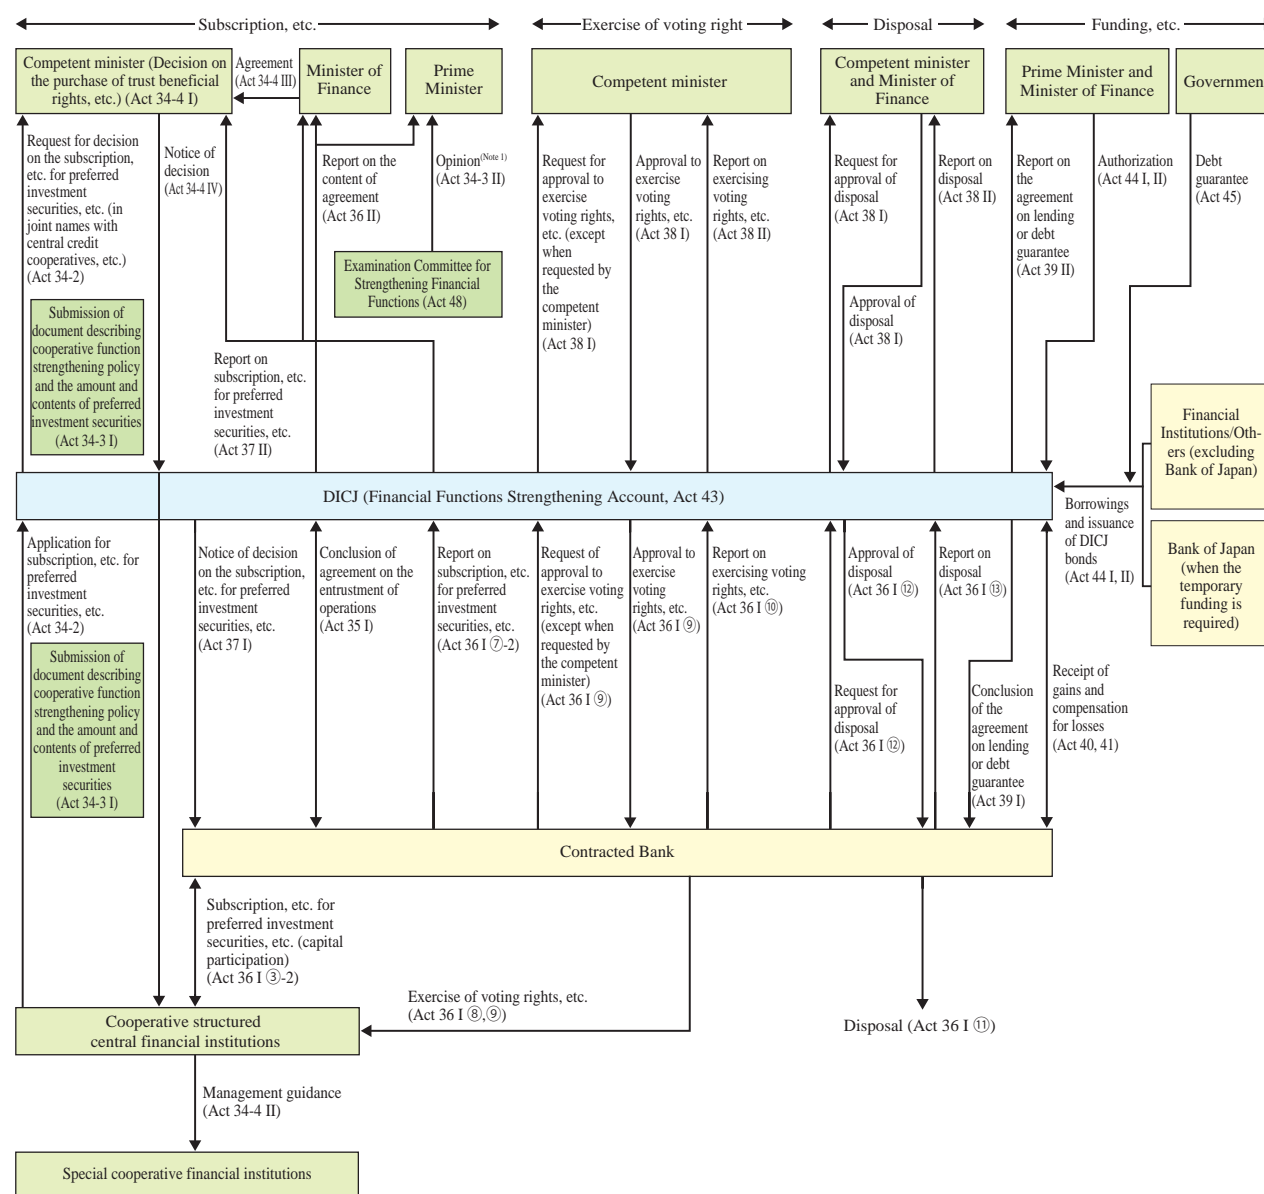 Subscription, etc.
Exercise of voting right
Disposal
Funding, etc.
Competent minister (Decision on
the purchase of trust beneficial
rights, etc.) (Act 34-4 I)
Agreement
(Act 34-4 III)
Minister of
Finance
Prime
Minister
Competent minister
Competent minister
and Minister of
Finance
Prime Minister and
Minister of Finance
Government
Request for decision
on the subscription,
etc. for preferred
investment
securities, etc. (in
joint names with
central credit
cooperatives, etc.)
(Act 34-2)
Notice of
decision
(Act 34-4 IV)
Report on the
content of
agreement
(Act 36 II)
Opinion(Note 1)
(Act 34-3 II)
Request for
approval to
exercise
voting rights,
etc. (except
when
requested by
the
competent
minister)
(Act 38 I)
Approval to
exercise
voting
rights, etc.
(Act 38 I)
Report on
exercising
voting
rights, etc.
(Act 38 II)
Request for
approval of
disposal
(Act 38 I)
Report on
disposal
(Act 38 II)
Report on
the
agreement
on lending
or debt
guarantee
(Act 39 II)
Authorization
(Act 44 I, II)
Debt
guarantee
(Act 45)
Examination Committee for
Strengthening Financial
Functions (Act 48)
Approval of
disposal
(Act 38 I)
Submission of
document describing
cooperative function
strengthening policy
and the amount and
contents of preferred
investment securities
(Act 34-3 I)
Report on
subscription, etc.
for preferred
investment
securities, etc.
(Act 37 II)
Financial
Institutions/Oth-
ers (excluding
Bank of Japan)
DICJ (Financial Functions Strengthening Account, Act 43)
Borrowings
and issuance
of DICJ
bonds
(Act 44 I, II)
Bank of Japan
(when the
temporary
funding is
required)
Application for
subscription, etc. for
preferred
investment
securities, etc.
(Act 34-2)
Notice of decision
on the subscription,
etc. for preferred
investment
securities, etc.
(Act 37 I)
Conclusion of
agreement on the
entrustment of
operations
(Act 35 I)
Report on
subscription, etc.
for preferred
investment
securities, etc.
(Act 36 I ⑦-2)
Request of
approval to
exercise voting
rights, etc.
(except when
requested by
the competent
minister)
(Act 36 I ⑨)
Approval to
exercise
voting
rights, etc.
(Act 36 I ⑨)
Report on
exercising voting
rights, etc.
(Act 36 I ⑩)
Approval of
disposal
(Act 36 I ⑫)
Report on
disposal
(Act 36 I ⑬)
Submission of
document describing
cooperative function
strengthening policy
and the amount and
contents of preferred
investment
securities
(Act 34-3 I)
Request for
approval of
disposal
(Act 36 I ⑫)
Conclusion
of the
agreement
on lending
or debt
guarantee
(Act 39 I)
Receipt of
gains and
compensation
for losses
(Act 40, 41)
Contracted Bank
Subscription, etc. for
preferred investment
securities, etc. (capital
participation)
(Act 36 I ③-2)
Exercise of voting rights, etc.
(Act 36 I ⑧,⑨)
Disposal (Act 36 I ⑪)
Cooperative structured
central financial institutions
Management guidance
(Act 34-4 II)
Special cooperative financial institutions